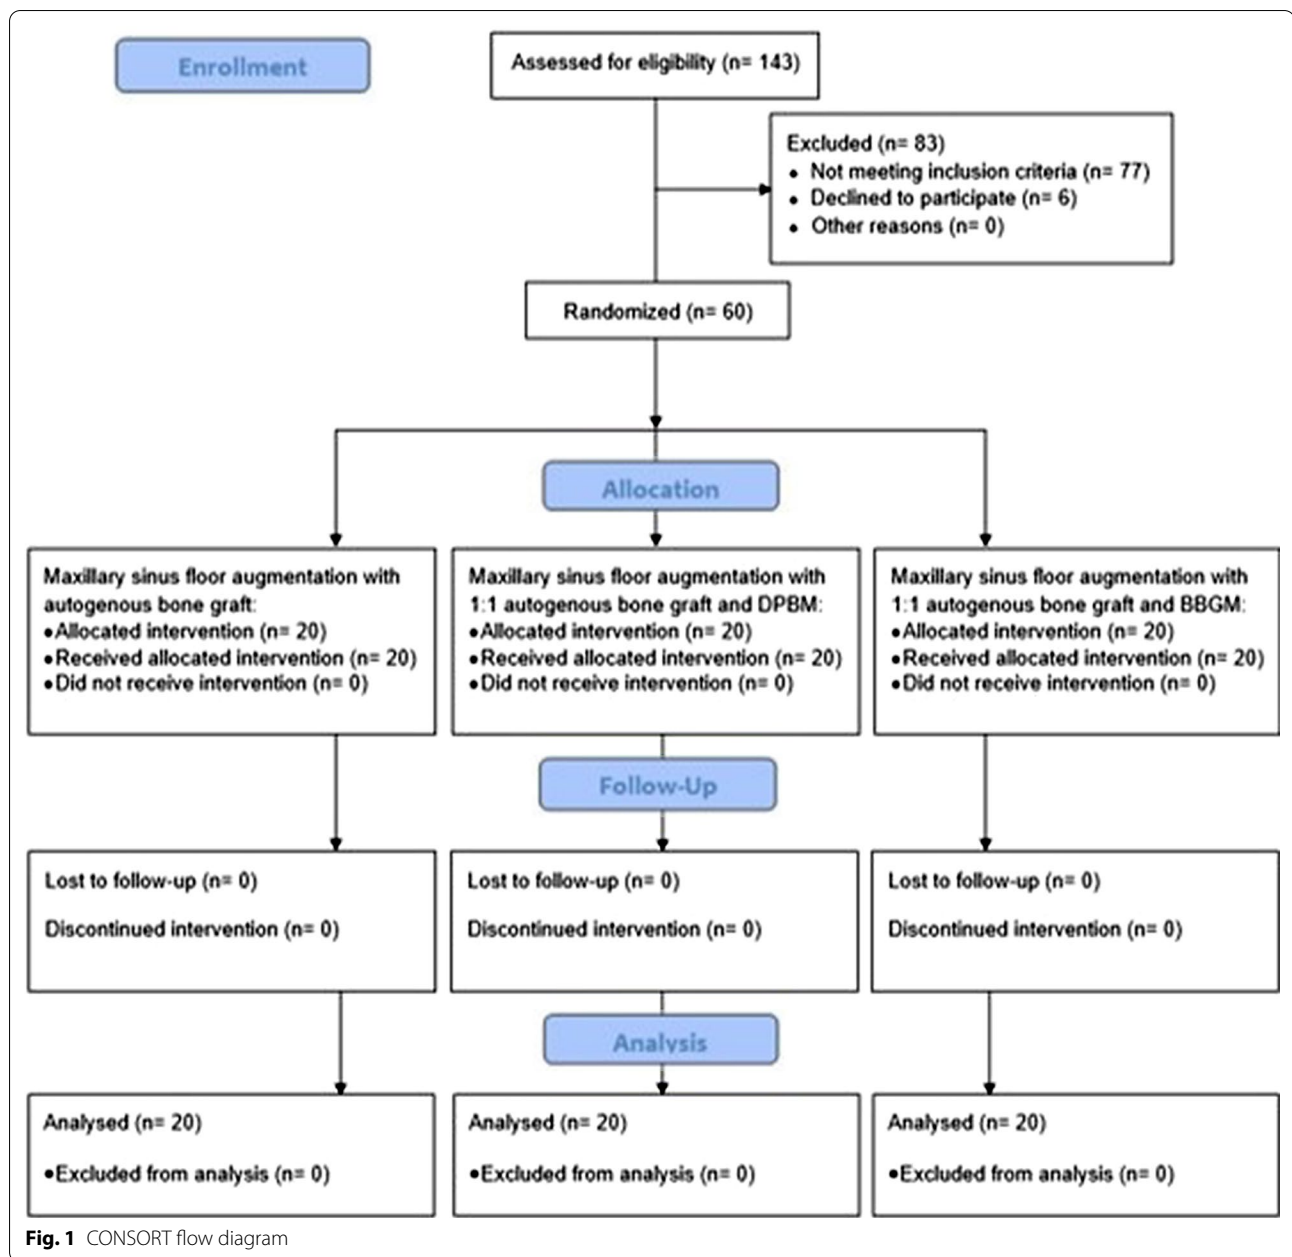 Enrollment
Assessed for eligibility (n= 143)
Excluded (n= 83)
• Not meeting inclusion criteria (n= 77)
• Declined to participate (n= 6)
• Other reasons (n= 0)
Randomized (n= 60)
Allocation
Maxillary sinus floor augmentation with
autogenous bone graft:
•Allocated intervention (n= 20)
•Received allocated intervention (n= 20)
•Did not receive intervention (n= 0)
Maxillary sinus floor augmentation with
1:1 autogenous bone graft and DPBM:
•Allocated intervention (n= 20)
•Received allocated intervention (n= 20)
•Did not receive intervention (n= 0)
Maxillary sinus floor augmentation with
1:1 autogenous bone graft and BBGM:
•Allocated intervention (n= 20)
•Received allocated intervention (n= 20)
•Did not receive intervention (n= 0)
Follow-Up
Lost to follow-up (n= 0)
Discontinued intervention (n= 0)
Lost to follow-up (n= 0)
Discontinued intervention (n= 0)
Lost to follow-up (n= 0)
Discontinued intervention (n= 0)
Analysis
Analysed (n= 20)
•Excluded from analysis (n= 0)
Analysed (n= 20)
•Excluded from analysis (n= 0)
Analysed (n= 20)
•Excluded from analysis (n= 0)
Fig. 1 CONSORT flow diagram